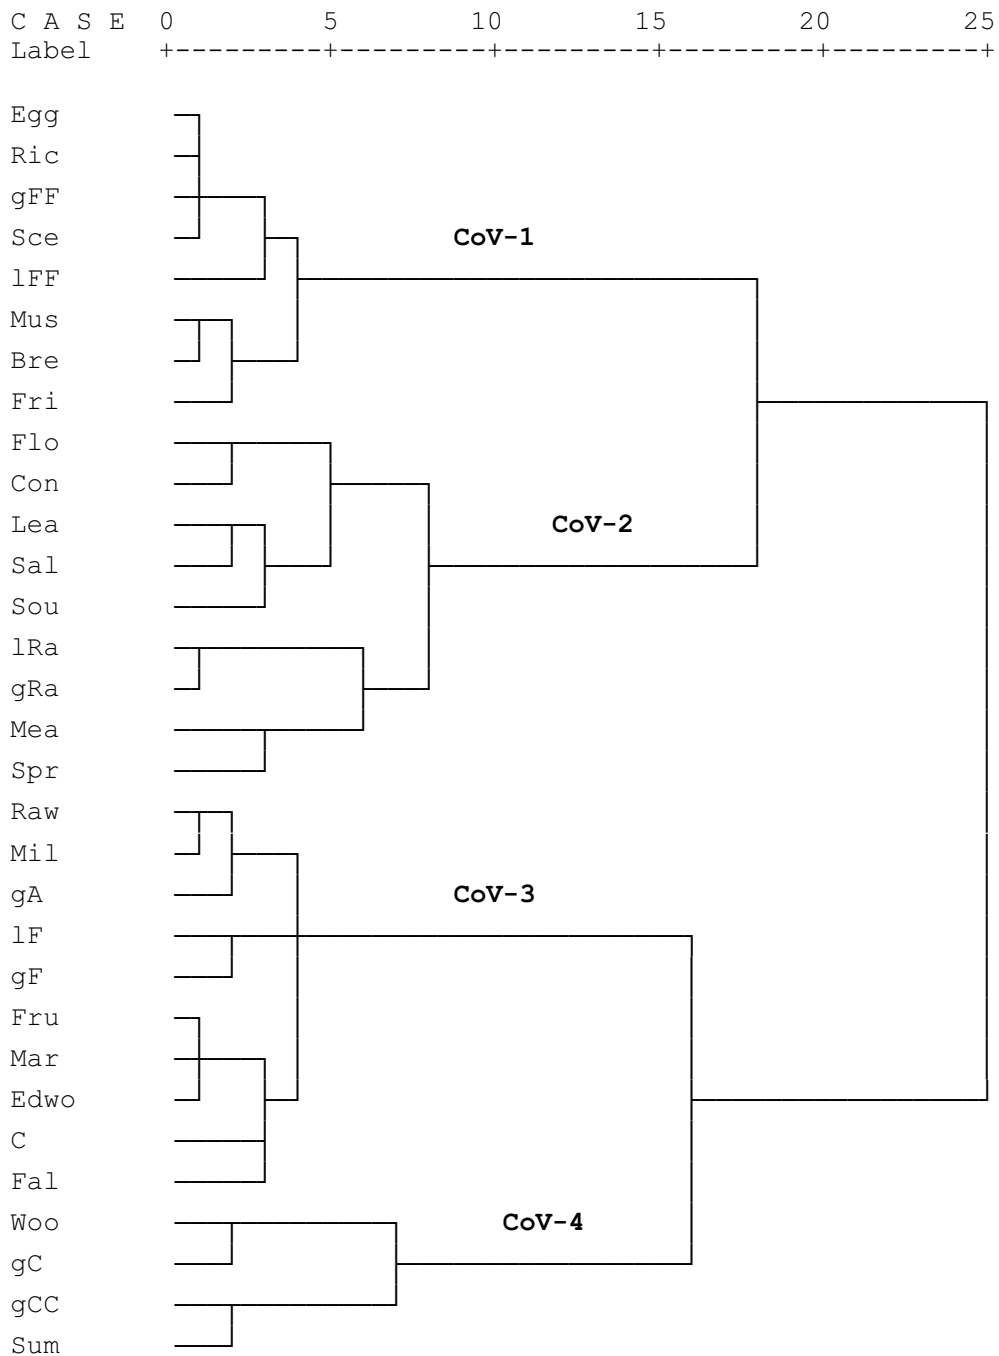 C A S E 0 5 10 15 20 25
Label +---------+---------+---------+---------+---------+
Egg
Ric
gFF
Sce CoV-1
lFF
Mus
Bre
Fri
Flo
Con
Lea CoV-2
Sal
Sou
lRa
gRa
Mea
Spr
Raw
Mil
gA CoV-3
lF
gF
Fru
Mar
Edwo
C
Fal
Woo CoV-4
gC
gCC
Sum